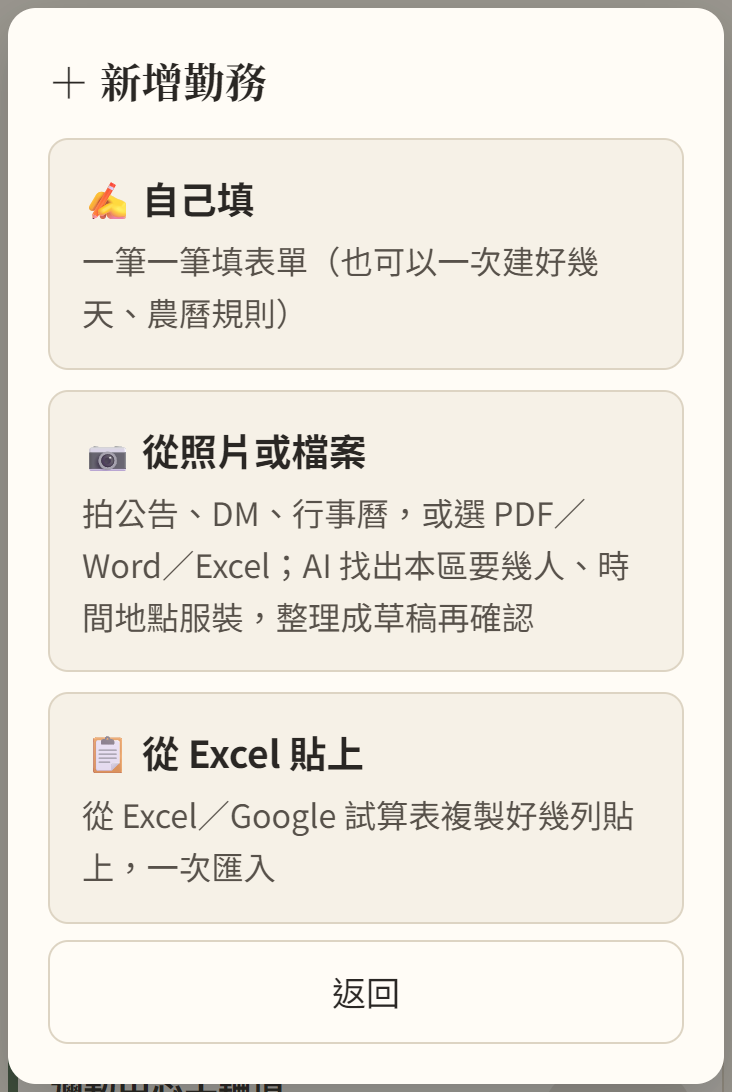 ＋ 新增勤務
✍️ 自己填
一筆一筆填表單（也可以一次建好幾
天、農曆規則）
📷 從照片或檔案
拍公告、DM、行事曆，或選 PDF／
Word／Excel；AI 找出本區要幾人、時
間地點服裝，整理成草稿再確認
📋 從 Excel 貼上
從 Excel／Google 試算表複製好幾列貼
上，一次匯入
返回